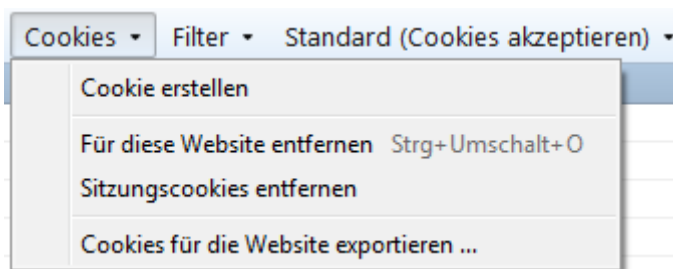 Cookies Filter Standard (Cookies akzeptieren)
Cookie erstellen
Für diese Website entfernen Strg+Umschalt+O
Sitzungscookies entfernen
Cookies für die Website exportieren ...